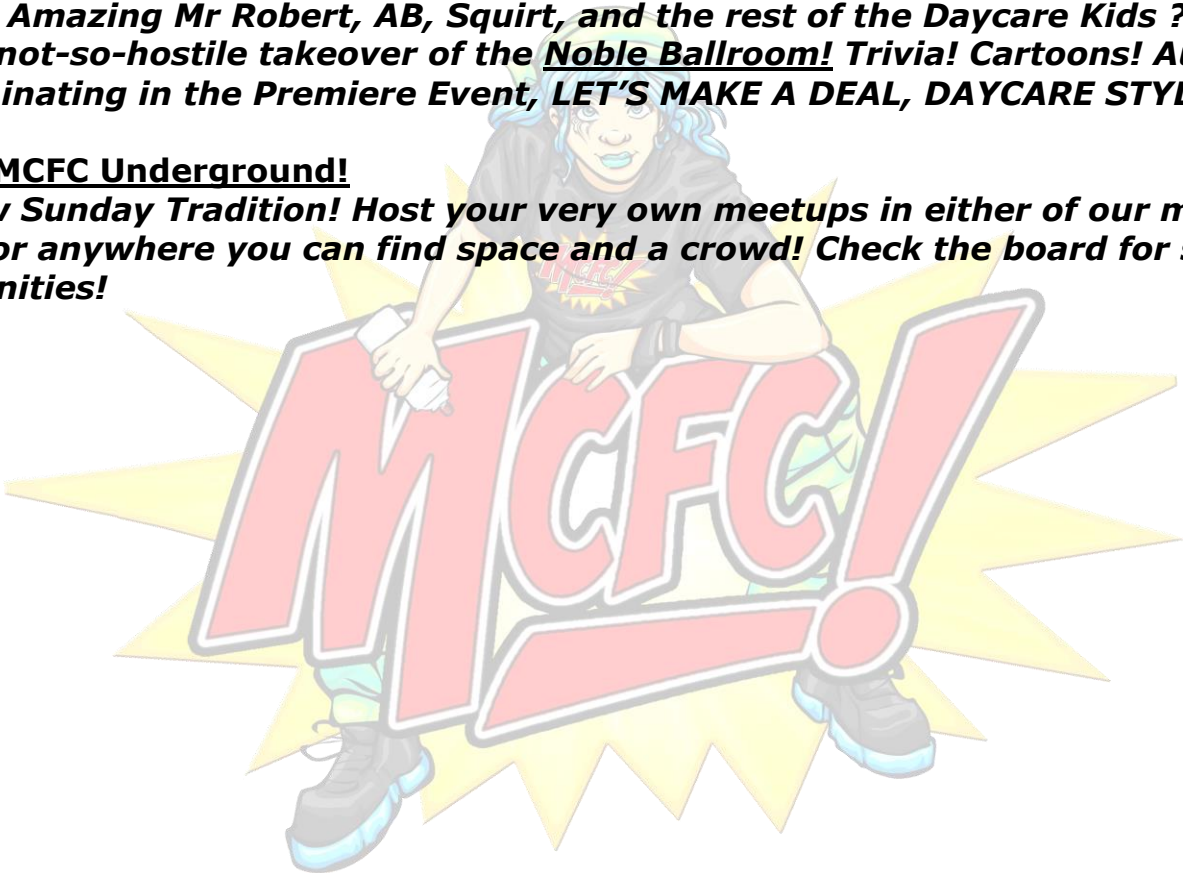 Amazing Mr Robert, AB, Squirt, and the rest of the Daycare Kids ?
not-so-hostile takeover of the Noble Ballroom! Trivia! Cartoons!
inating in the Premiere Event, LET'S MAKE A DEAL, DAYCARE
MCFC Underground!
Sunday Tradition! Host your very own meetups in either of our
or anywhere you can find space and a crowd! Check the board for
nities!
MCFC!
MCFC!